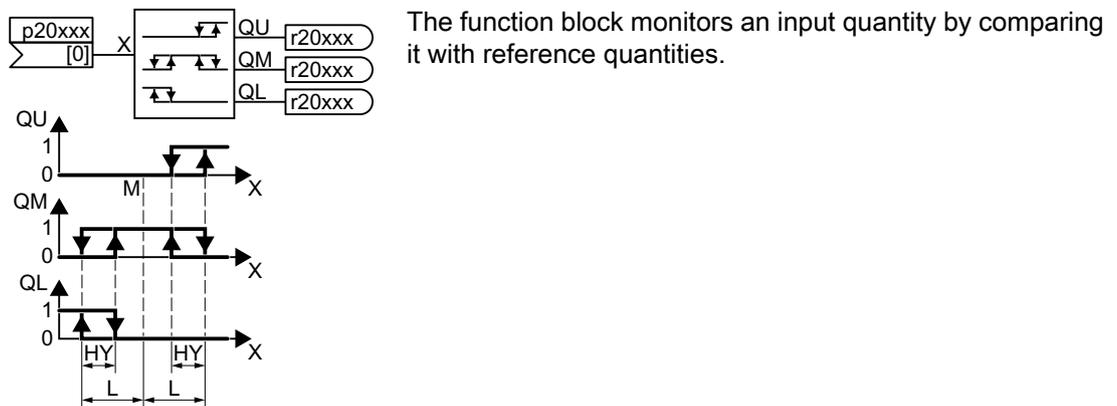 p20xxx
[0]
X
QU
r20xxx
QM
r20xxx
QL
r20xxx
The function block monitors an input quantity by comparing
it with reference quantities.
QU
1
0
M
X
QM
1
0
X
QL
1
0
X
HY
HY
L
L